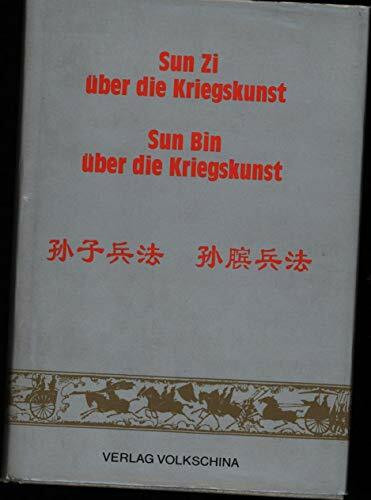 Sun Zi
über die Kriegskunst
Sun Bin
über die Kriegskunst
孙子兵法 孙膑兵法
VERLAG VOLKSCHINA